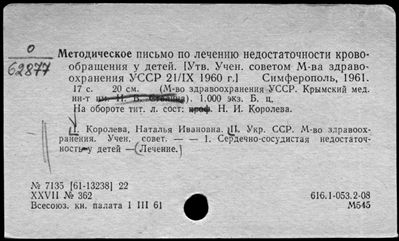 0
62877
Методическое письмо по лечению недостаточности крово-
обращения у детей. [Утв. Учен. советом М-ва здраво-
охранения УССР 21/IX 1960 г.] Симферополь, 1961.
17 с. 20 см. (М-во здравоохранения УССР. Крымский мед.
ин-т им. И. В. Сталина). 1.000 экз. Б. ц.
На обороте тит. л. сост: проф. Н. И. Королева.
I. Королева, Наталья Ивановна. II. Укр. ССР. М-во здравоох-
ранения. Учен. совет. — — 1. Сердечно-сосудистая недостаточ-
ность у детей — (Лечение.)
№ 7135 [61-13238] 22
XXVII № 362
616.1-053.2-08
Всесоюз. кн. палата 1 III 61
М545